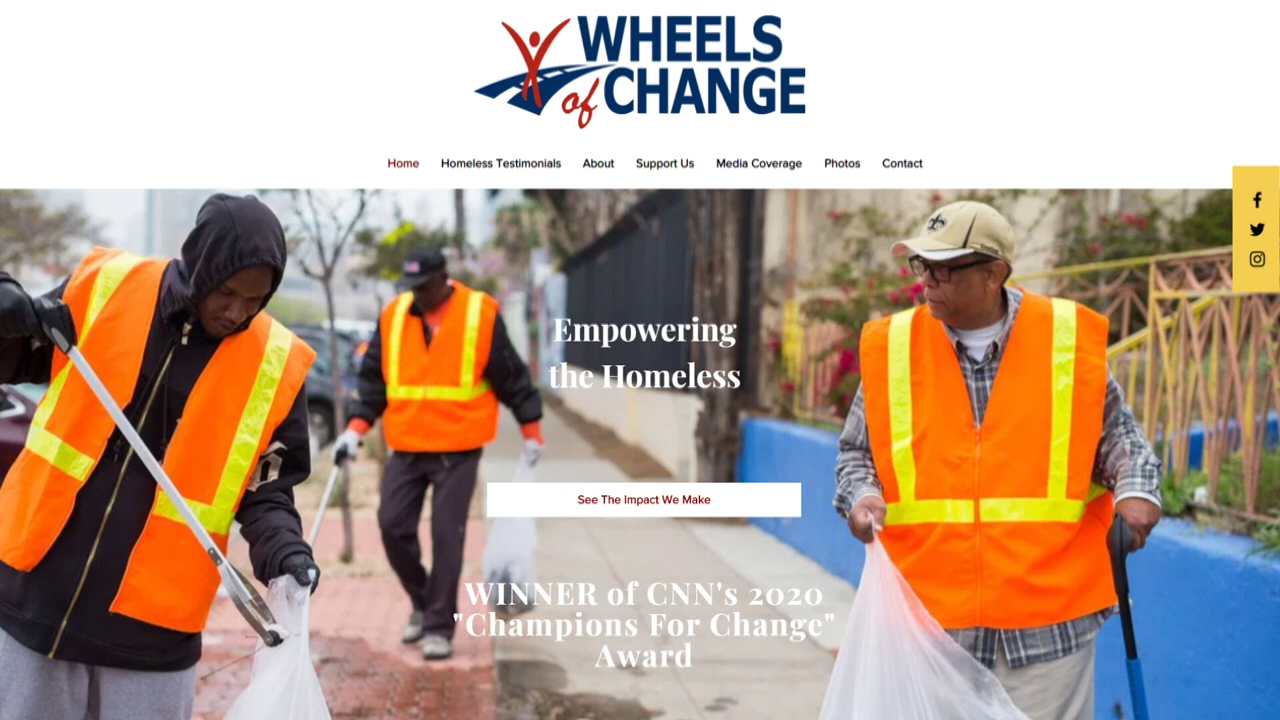 WHEELS
of CHANGE
Home Homeless Testimonials About Support Us Media Coverage Photos Contact
Empowering
the Homeless
See The Impact We Make
WINNER of CNN's 2020
"Champions For Change"
Award